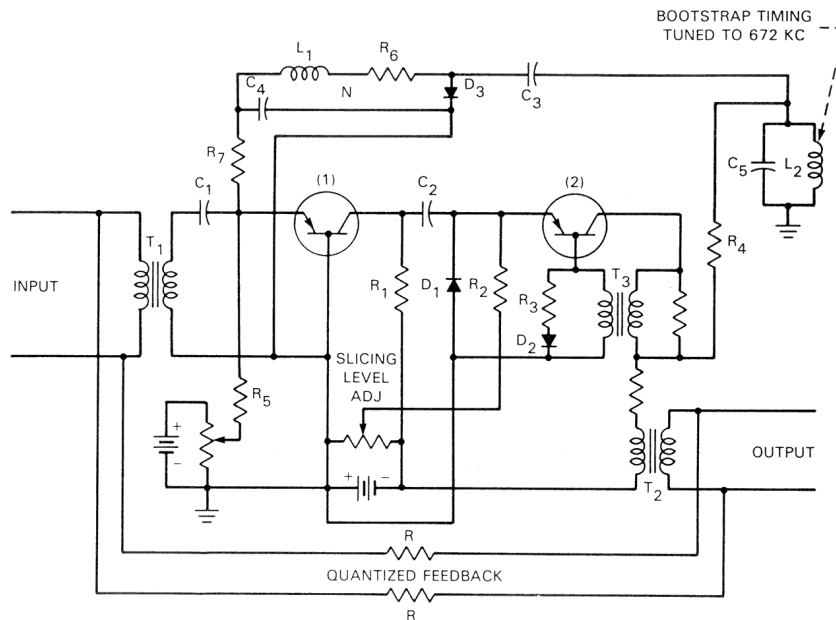 BOOTSTRAP TIMING
TUNED TO 672 KC
L1
R6
C4
N
D3
C3
R7
C5
L2
C1
(1)
C2
(2)
R4
T1
T3
INPUT
R1
D1
R2
R3
D2
SLICING
LEVEL
ADJ
R5
+
−
+ −
OUTPUT
T2
R
QUANTIZED FEEDBACK
R